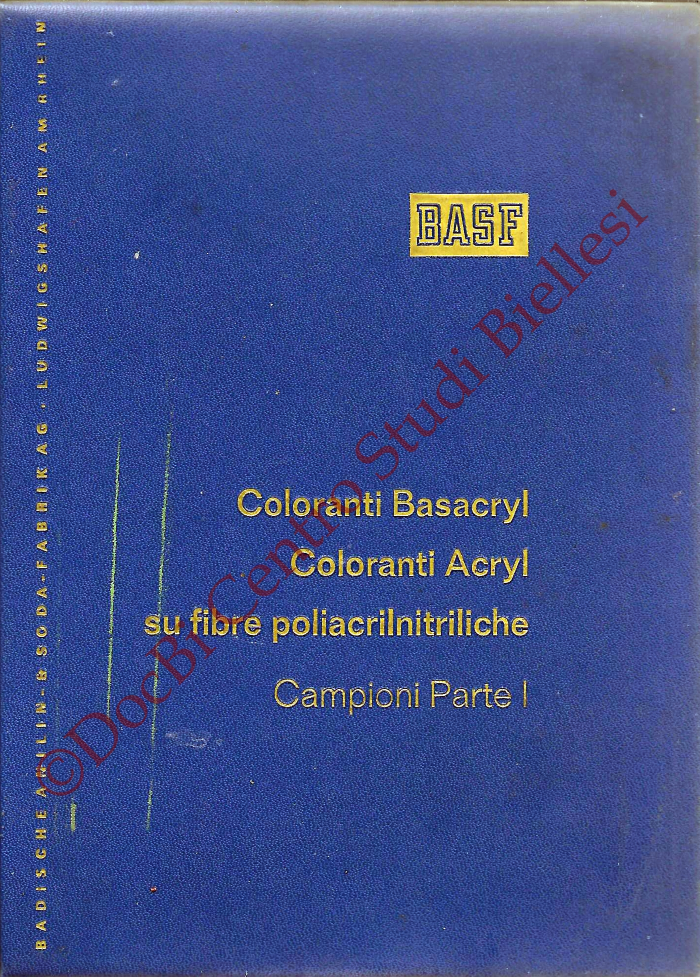 BASF
Coloranti Basacryl
Coloranti Acryl
su fibre poliacrilnitriliche
Campioni Parte I
BADISCHE ANILIN- & SODA-FABRIK AG . LUDWIGSHAFEN AM RHEIN
©DocBi Centro Studi Biellesi